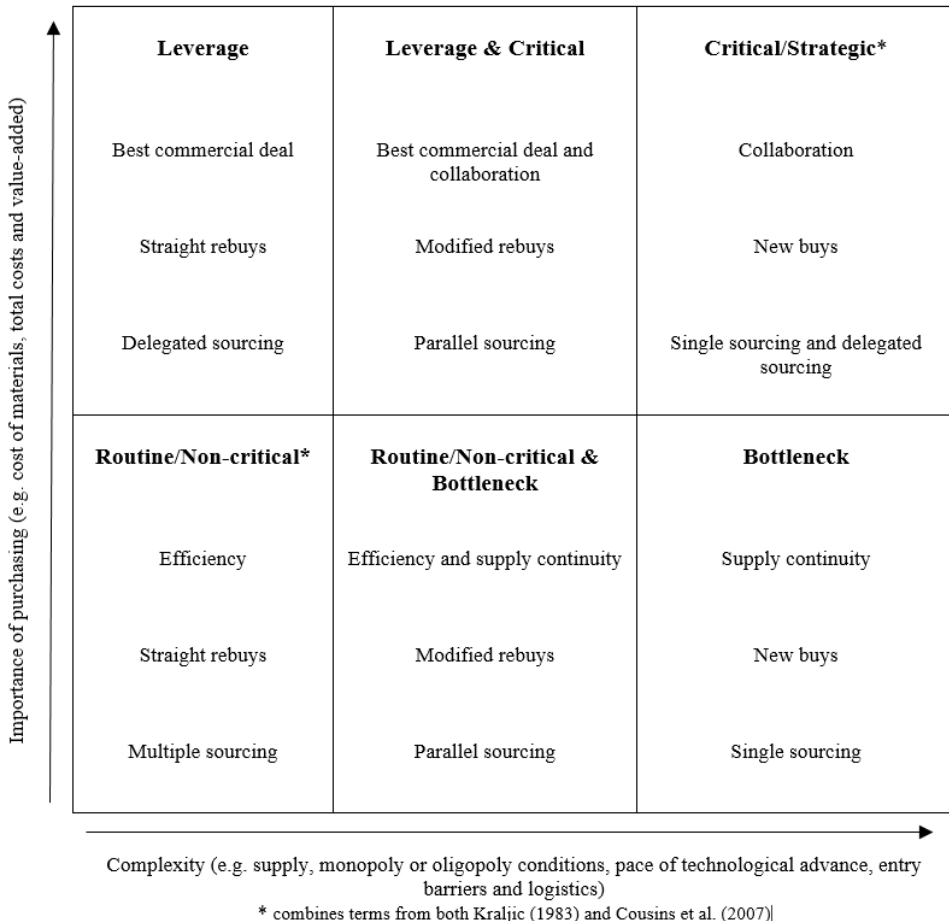 Importance of purchasing (e.g. cost of materials, total costs and value-added)
Leverage
Best commercial deal
Straight rebuys
Delegated sourcing
Leverage & Critical
Best commercial deal and
collaboration
Modified rebuys
Parallel sourcing
Critical/Strategic*
Collaboration
New buys
Single sourcing and delegated
sourcing
Routine/Non-critical*
Efficiency
Straight rebuys
Multiple sourcing
Routine/Non-critical &
Bottleneck
Efficiency and supply continuity
Modified rebuys
Parallel sourcing
Bottleneck
Supply continuity
New buys
Single sourcing
Complexity (e.g. supply, monopoly or oligopoly conditions, pace of technological advance, entry
barriers and logistics)
* combines terms from both Kraljic (1983) and Cousins et al. (2007)